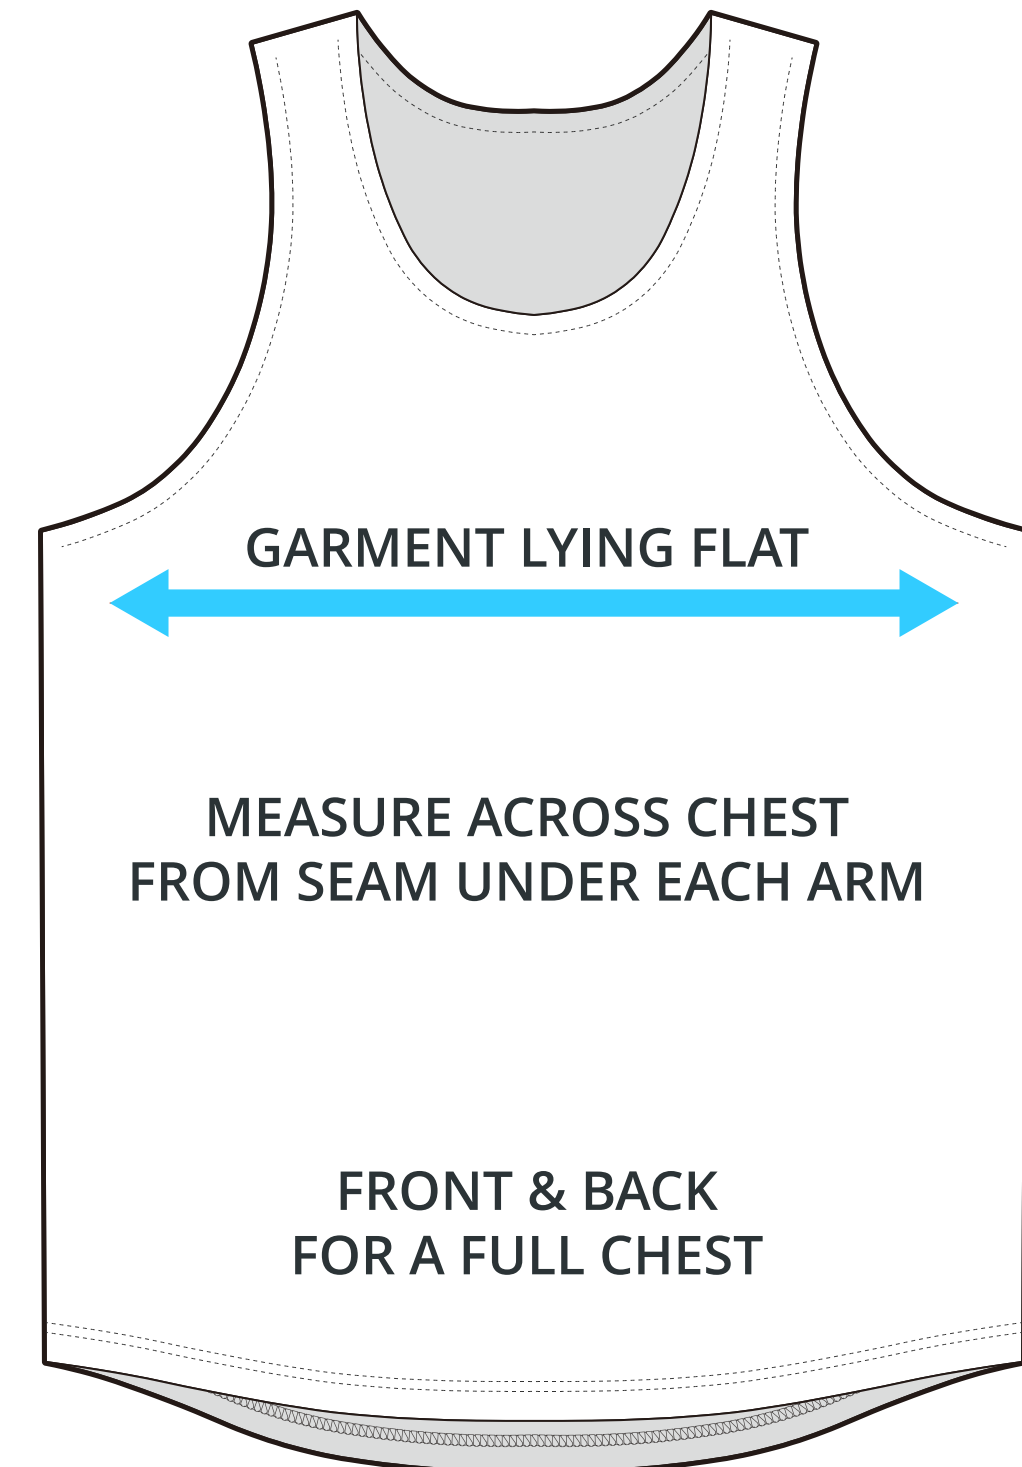 GARMENT LYING FLAT
MEASURE ACROSS CHEST
FROM SEAM UNDER EACH ARM
FRONT & BACK
FOR A FULL CHEST